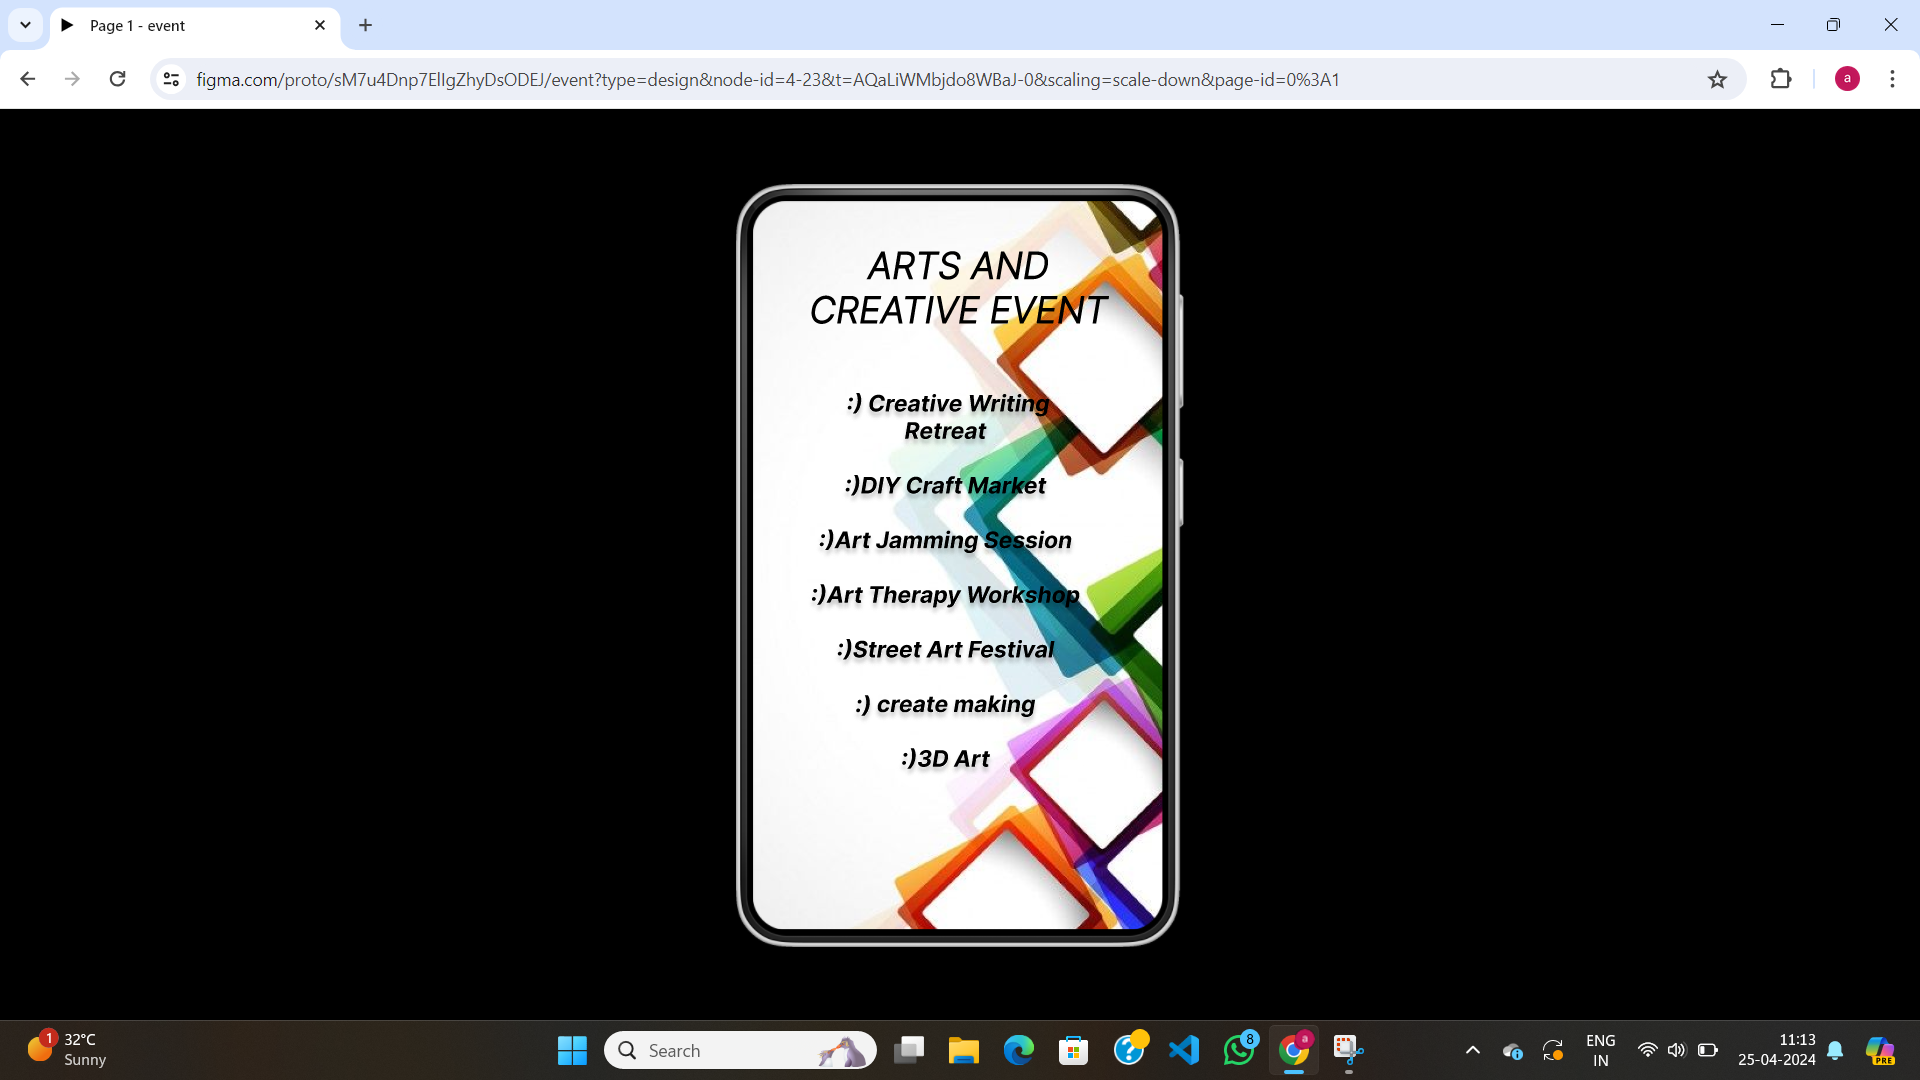 Page 1 - event
figma.com/proto/sM7u4Dnp7EllgZhyDsODEJ/event?type=design&node-id=4-23&t=AQaLiWMbjdo8WBaJ-0&scaling=scale-down&page-id=0%3A1
a
ARTS AND
CREATIVE EVENT
:) Creative Writing
Retreat
:)DIY Craft Market
:)Art Jamming Session
:)Art Therapy Workshop
:)Street Art Festival
:) create making
:)3D Art
1
32°C
Sunny
Search
8
a
ENG
IN
11:13
25-04-2024
PRE